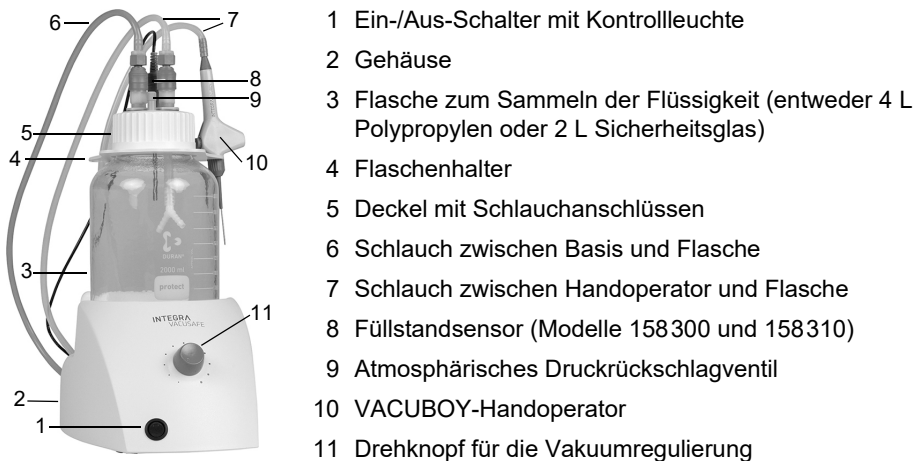 6
7
8
9
5
4
10
3
11
2
1
DURAN®
2000 ml
protect
INTEGRA
VACUSAFE
1 Ein-/Aus-Schalter mit Kontrollleuchte
2 Gehäuse
3 Flasche zum Sammeln der Flüssigkeit (entweder 4 L
Polypropylen oder 2 L Sicherheitsglas)
4 Flaschenhalter
5 Deckel mit Schlauchanschlüssen
6 Schlauch zwischen Basis und Flasche
7 Schlauch zwischen Handoperator und Flasche
8 Füllstandsensor (Modelle 158300 und 158310)
9 Atmosphärisches Druckrückschlagventil
10 VACUBOY-Handoperator
11 Drehknopf für die Vakuumregulierung